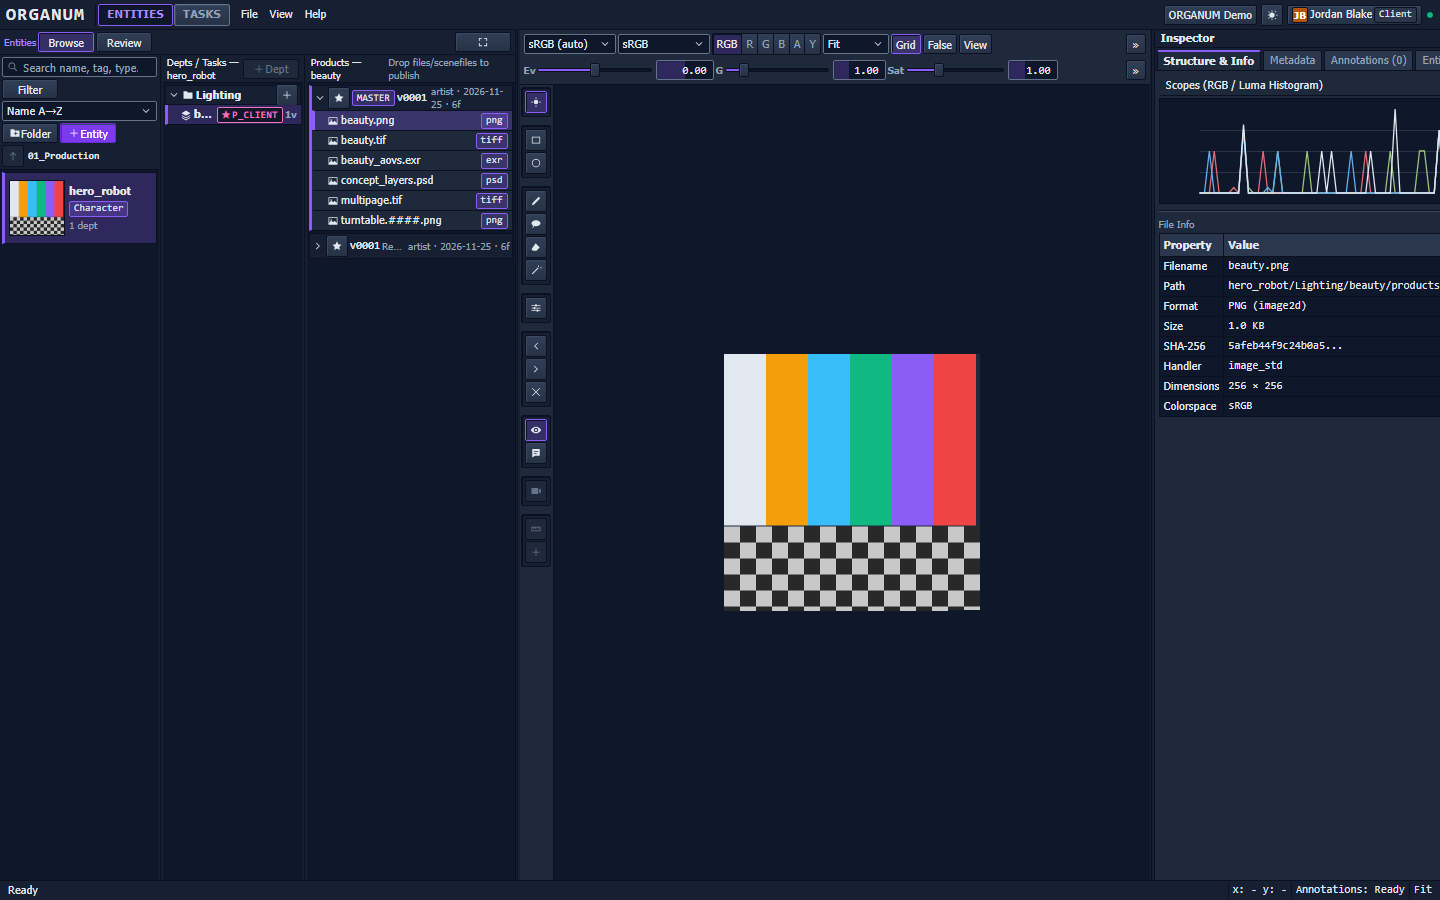 ORGANUM ENTITIES TASKS File View Help ORGANUM Demo JB Jordan Blake Client
Entities Browse Review
Search name, tag, type.
Filter
Name A→Z
Folder + Entity
01_Production
hero_robot
Character
1 dept
Depts / Tasks —
hero_robot
+ Dept
Lighting +
b... ★P_CLIENT 1v
Products —
beauty
Drop files/scenefiles to
publish
MASTER v0001 artist · 2026-11-
25 · 6f
beauty.png png
beauty.tif tiff
beauty_aovs.exr exr
concept_layers.psd psd
multipage.tif tiff
turntable.####.png png
v0001 Re... artist · 2026-11-25 · 6f
sRGB (auto) sRGB RGB R G B A Y Fit Grid False View »
Ev 0.00 G 1.00 Sat 1.00 »
Inspector
Structure & Info Metadata Annotations (0) Enti
Scopes (RGB / Luma Histogram)
File Info
Property Value
Filename beauty.png
Path hero_robot/Lighting/beauty/products
Format PNG (image2d)
Size 1.0 KB
SHA-256 5afeb44f9c24b0a5...
Handler image_std
Dimensions 256 × 256
Colorspace sRGB
Ready x: - y: - Annotations: Ready Fit